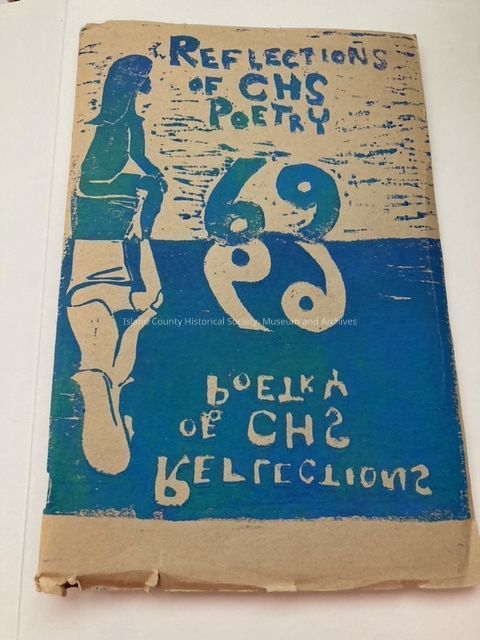 REFLECTIONS
OF CHS
POETRY
69
69
Island County Historical Society: Museum and Archives
POETRY
OF CHS
REFLECTIONS